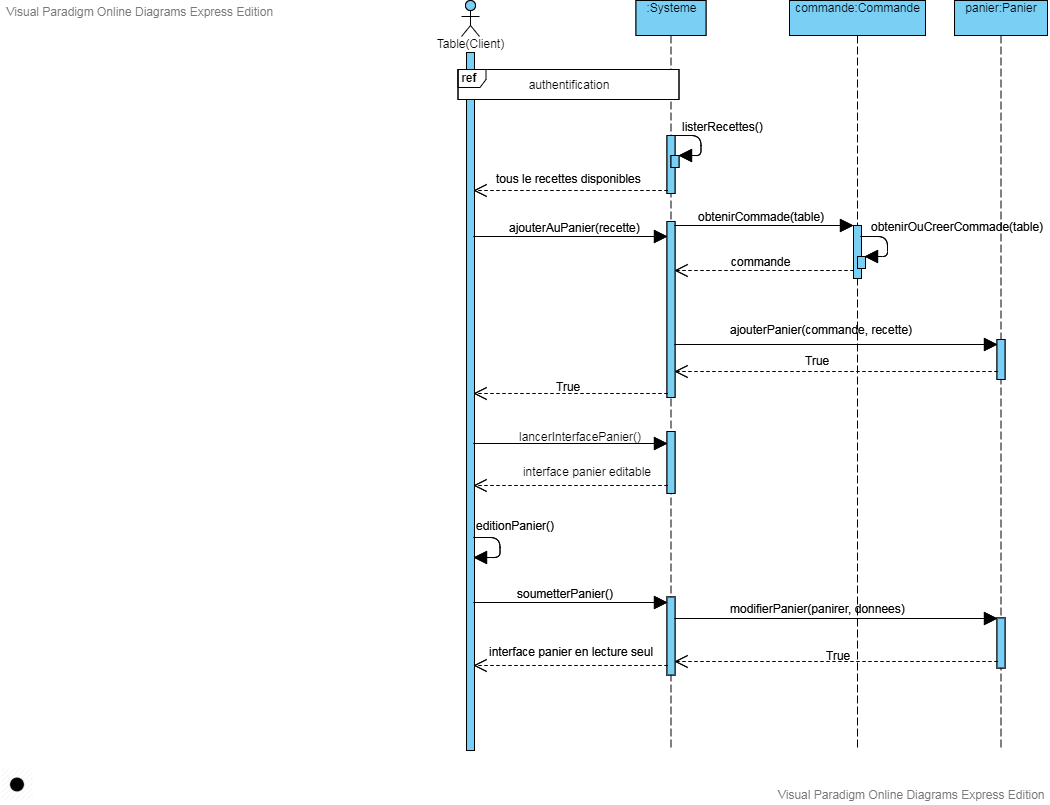 Visual Paradigm Online Diagrams Express Edition
:Systeme
commande:Commande
panier:Panier
Table(Client)
ref
authentification
listerRecettes()
tous le recettes disponibles
obtenirCommade(table)
ajouterAuPanier(recette)
obtenirOuCreerCommade(table)
commande
ajouterPanier(commande, recette)
True
True
lancerInterfacePanier()
interface panier editable
editionPanier()
soumetterPanier()
modifierPanier(panirer, donnees)
interface panier en lecture seul
True
Visual Paradigm Online Diagrams Express Edition